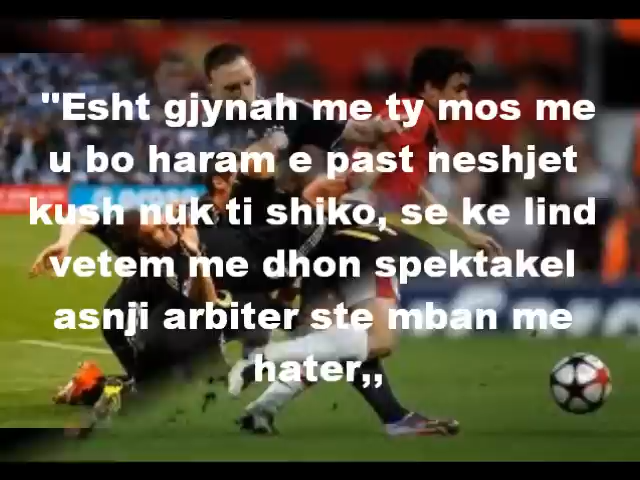 "Esht gjynah me ty mos me
u bo haram e past neshjet
kush nuk ti shiko, se ke lind
vetem me dhon spektakel
asnji arbiter ste mban me
hater,,